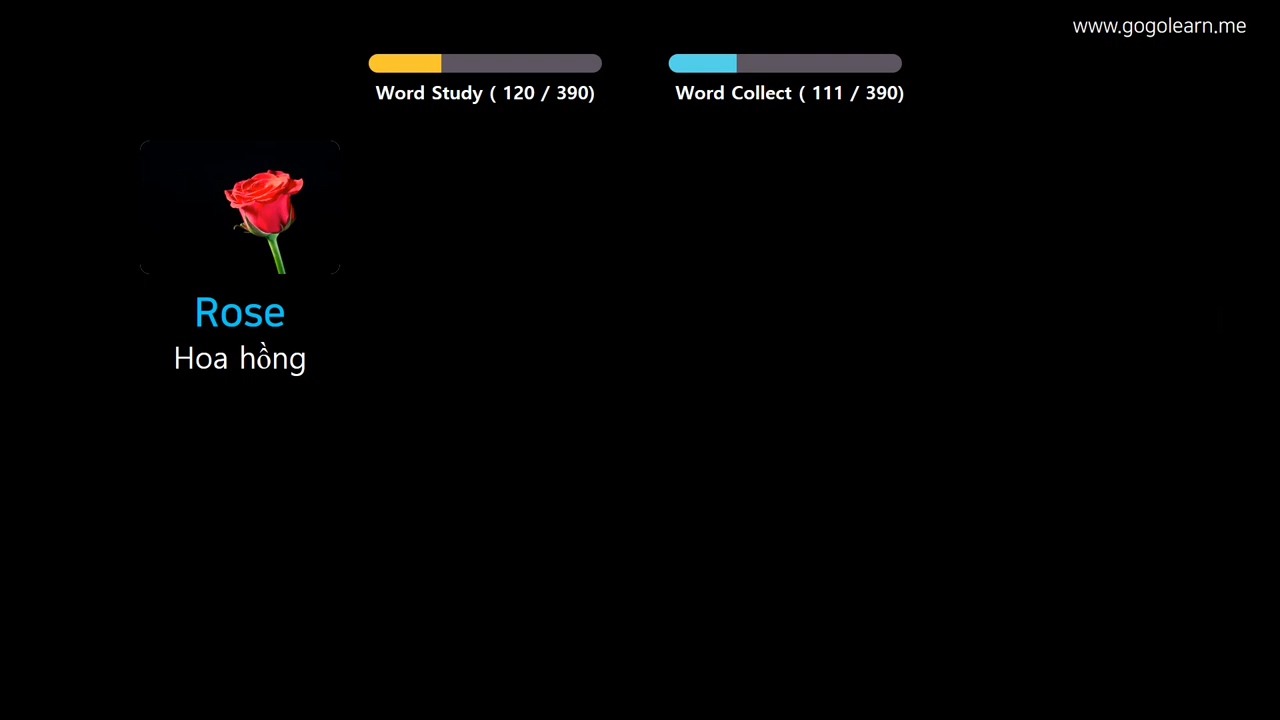 www.gogolearn.me
Word Study ( 120 / 390)
Word Collect ( 111 / 390)
Rose
Hoa hồng